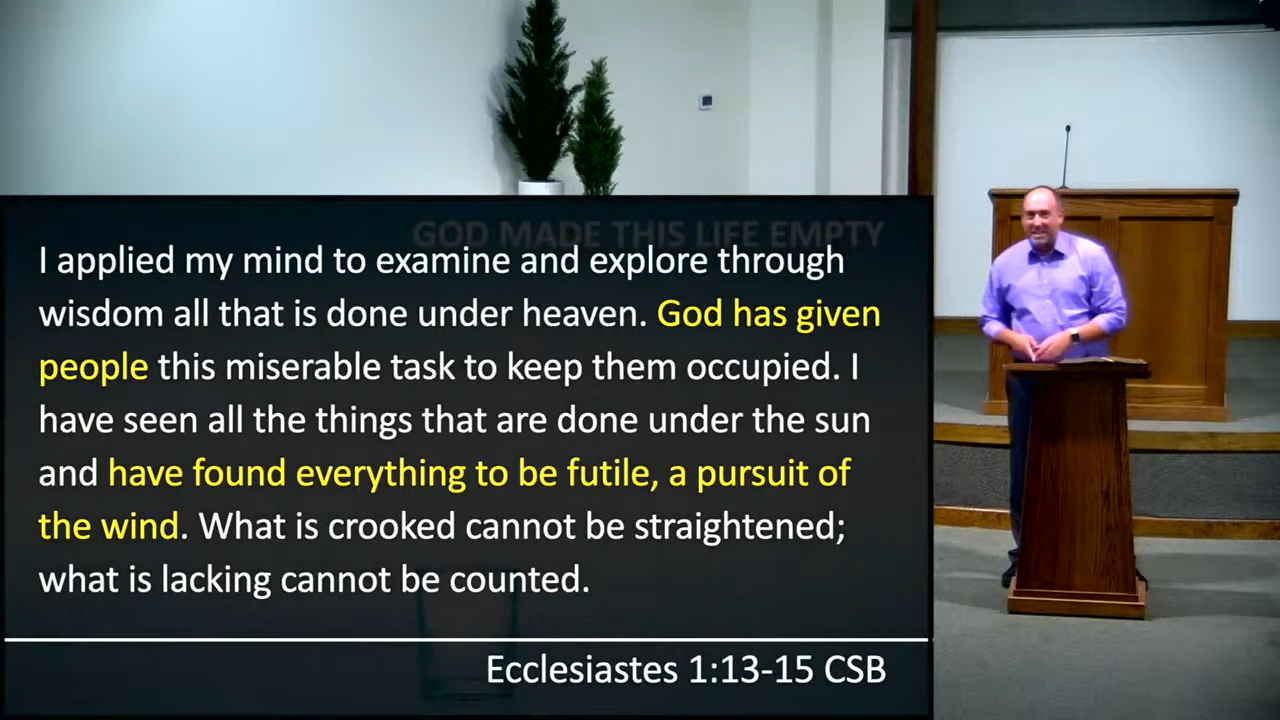 GOD MADE THIS LIFE EMPTY
I applied my mind to examine and explore through
wisdom all that is done under heaven. God has given
people this miserable task to keep them occupied. I
have seen all the things that are done under the sun
and have found everything to be futile, a pursuit of
the wind. What is crooked cannot be straightened;
what is lacking cannot be counted.
Ecclesiastes 1:13-15 CSB